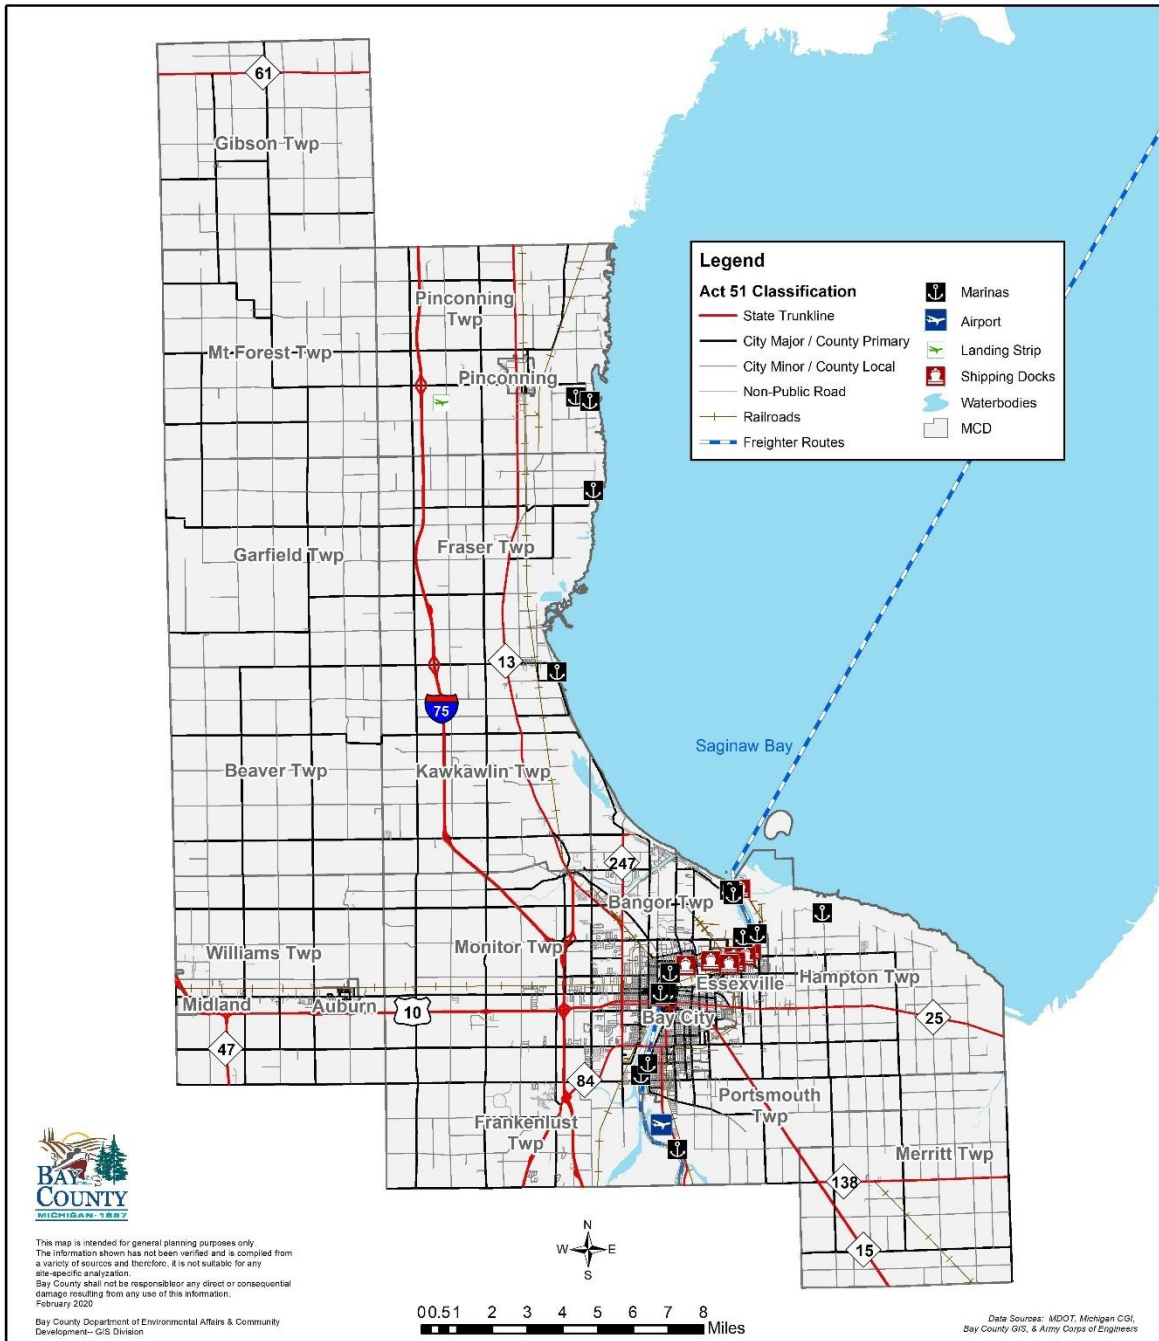 61
Gibson Twp
Pinconning
Twp
Mt Forest Twp
Pinconning
Garfield Twp
Fraser Twp
13
75
Saginaw Bay
Beaver Twp
Kawkawlin Twp
247
Bangor Twp
Williams Twp
Monitor Twp
Hampton Twp
Essexville
Midland
Auburn
10
Bay City
25
47
84
Portsmouth
Twp
Frankenlust
Twp
Merritt Twp
138
15
Legend
Act 51 Classification
State Trunkline
City Major / County Primary
City Minor / County Local
Non-Public Road
Railroads
Freighter Routes
Marinas
Airport
Landing Strip
Shipping Docks
Waterbodies
MCD
BAY
COUNTY
MICHIGAN-1857
This map is intended for general planning purposes only.
The information shown has not been verified and is compiled from
a variety of sources and therefore, it is not suitable for any
site-specific analyzation.
Bay County shall not be responsibleor any direct or consequential
damage resulting from any use of this information.
February 2020
Bay County Department of Environmental Affairs & Community
Development-- GIS Division
N
W E
S
0 0.5 1 2 3 4 5 6 7 8
Miles
Data Sources: MDOT, Michigan CGI,
Bay County GIS, & Army Corps of Engineers